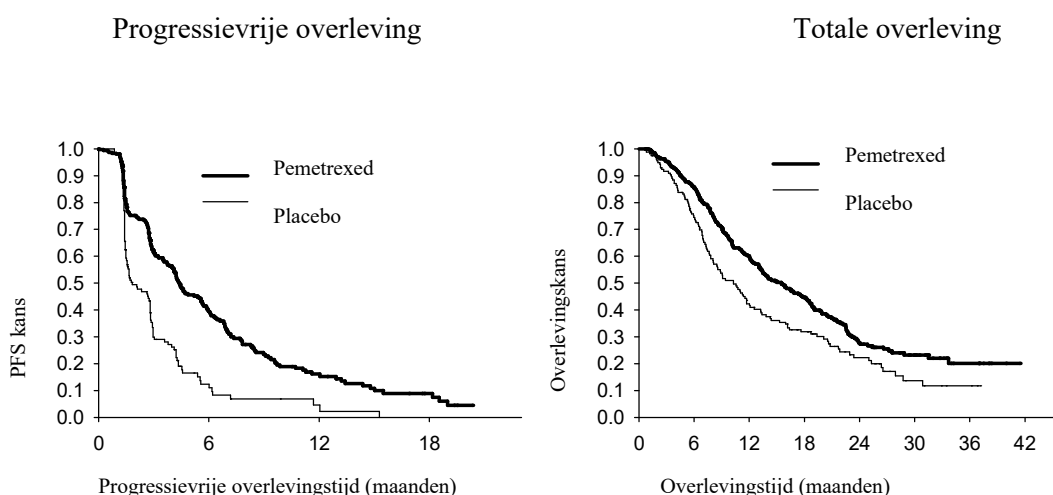 Progressievrije overleving
Totale overleving
PFS kans
1.0
0.9
0.8
0.7
0.6
0.5
0.4
0.3
0.2
0.1
0.0
Pemetrexed
Placebo
0 6 12 18
Progressievrije overlevingstijd (maanden)
Overlevingskans
1.0
0.9
0.8
0.7
0.6
0.5
0.4
0.3
0.2
0.1
0.0
Pemetrexed
Placebo
0 6 12 18 24 30 36 42
Overlevingstijd (maanden)